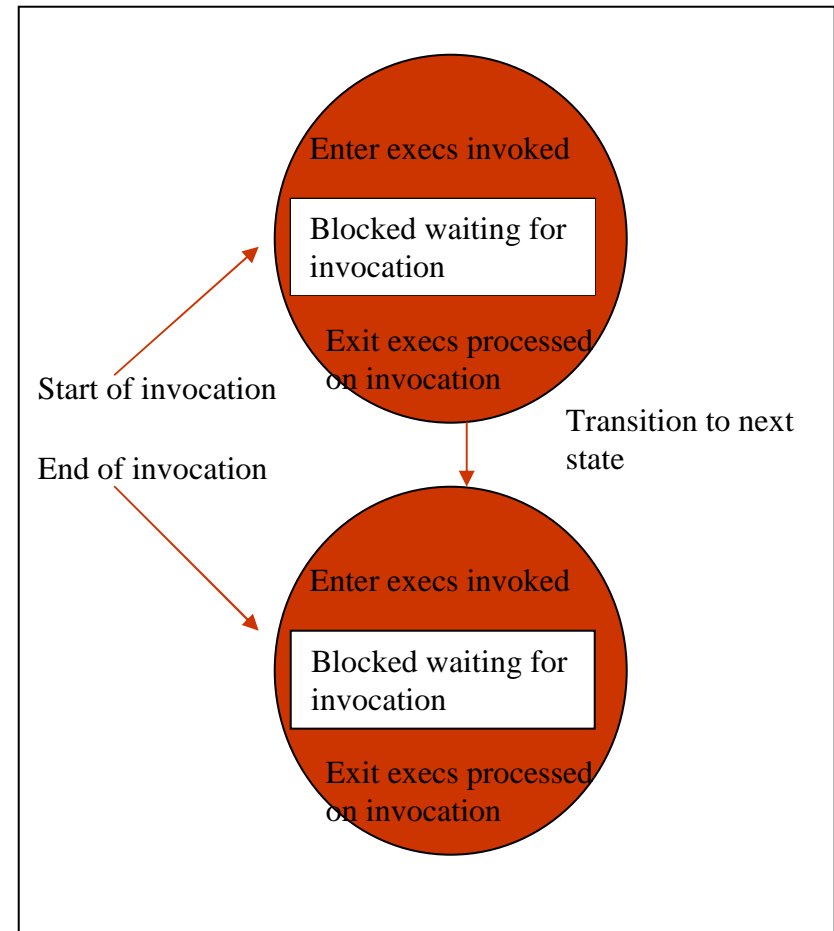 Enter execs invoked
Blocked waiting for
invocation
Exit execs processed
on invocation
Start of invocation
Transition to next
state
End of invocation
Enter execs invoked
Blocked waiting for
invocation
Exit execs processed
on invocation